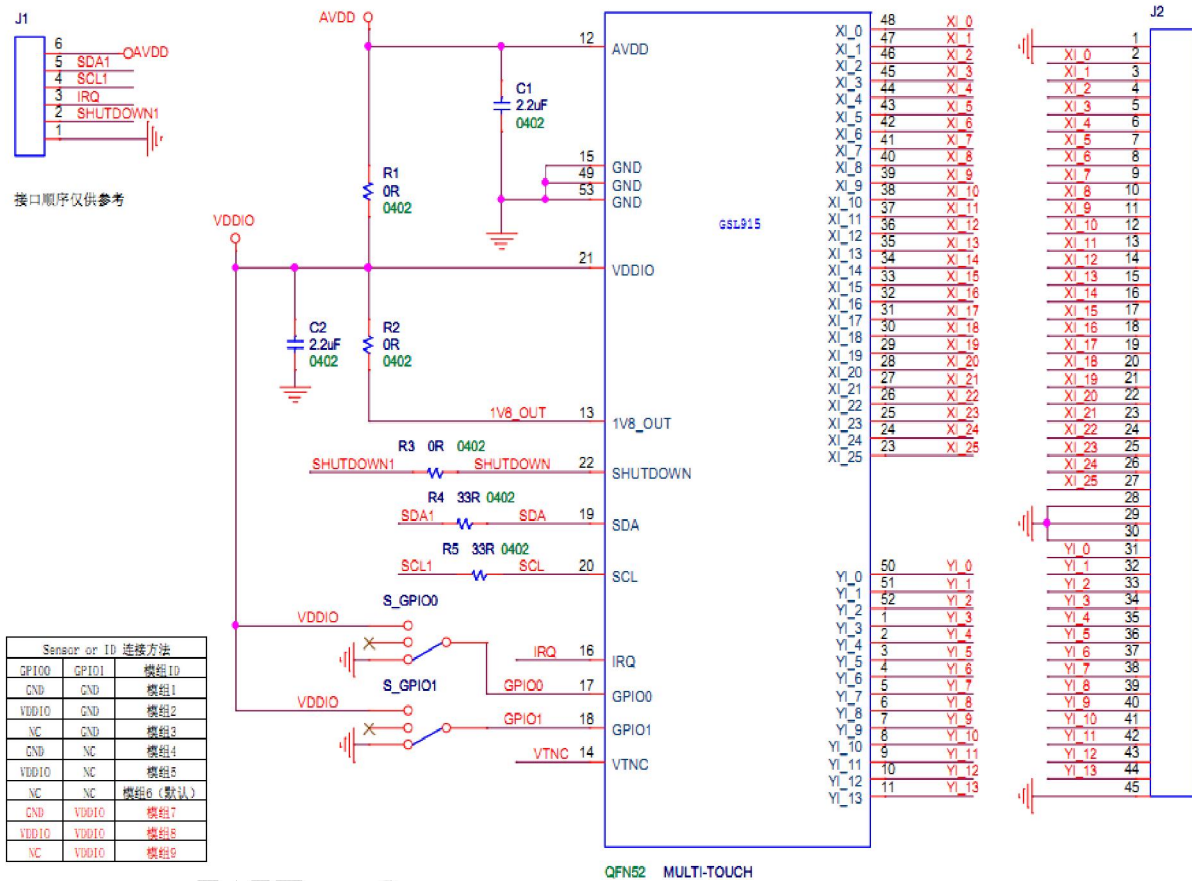 J1
6 AVDD
5 SDA1
4 SCL1
3 IRQ
2 SHUTDOWN1
1
接口顺序仅供参考
AVDD
12 AVDD
C1
2.2uF
0402
15 GND
49 GND
53 GND
R1
0R
0402
VDDIO
21 VDDIO
C2
2.2uF
0402
R2
0R
0402
1V8_OUT 13 1V8_OUT
R3 0R 0402
SHUTDOWN1 SHUTDOWN 22 SHUTDOWN
R4 33R 0402
SDA1 SDA 19 SDA
R5 33R 0402
SCL1 SCL 20 SCL
S_GPIO0
VDDIO
IRQ 16 IRQ
GPIO0 17 GPIO0
S_GPIO1
VDDIO
GPIO1 18 GPIO1
VTNC 14 VTNC
GSL915
XI_0 48 XI_0
XI_1 47 XI_1
XI_2 46 XI_2
XI_3 45 XI_3
XI_4 44 XI_4
XI_5 43 XI_5
XI_6 42 XI_6
XI_7 41 XI_7
XI_8 40 XI_8
XI_9 39 XI_9
XI_10 38 XI_10
XI_11 37 XI_11
XI_12 36 XI_12
XI_13 35 XI_13
XI_14 34 XI_14
XI_15 33 XI_15
XI_16 32 XI_16
XI_17 31 XI_17
XI_18 30 XI_18
XI_19 29 XI_19
XI_20 28 XI_20
XI_21 27 XI_21
XI_22 26 XI_22
XI_23 25 XI_23
XI_24 24 XI_24
XI_25 23 XI_25
YI_0 50 YI_0
YI_1 51 YI_1
YI_2 52 YI_2
YI_3 1 YI_3
YI_4 2 YI_4
YI_5 3 YI_5
YI_6 4 YI_6
YI_7 5 YI_7
YI_8 6 YI_8
YI_9 7 YI_9
YI_10 8 YI_10
YI_11 9 YI_11
YI_12 10 YI_12
YI_13 11 YI_13
QFN52 MULTI-TOUCH
J2
1
XI_0 2
XI_1 3
XI_2 4
XI_3 5
XI_4 6
XI_5 7
XI_6 8
XI_7 9
XI_8 10
XI_9 11
XI_10 12
XI_11 13
XI_12 14
XI_13 15
XI_14 16
XI_15 17
XI_16 18
XI_17 19
XI_18 20
XI_19 21
XI_20 22
XI_21 23
XI_22 24
XI_23 25
XI_24 26
XI_25 27
28
29
30
YI_0 31
YI_1 32
YI_2 33
YI_3 34
YI_4 35
YI_5 36
YI_6 37
YI_7 38
YI_8 39
YI_9 40
YI_10 41
YI_11 42
YI_12 43
YI_13 44
45
Sensor or ID 连接方法
GPIO0 GPIO1 模组ID
GND GND 模组1
VDDIO GND 模组2
NC GND 模组3
GND NC 模组4
VDDIO NC 模组5
NC NC 模组6（默认）
GND VDDIO 模组7
VDDIO VDDIO 模组8
NC VDDIO 模组9